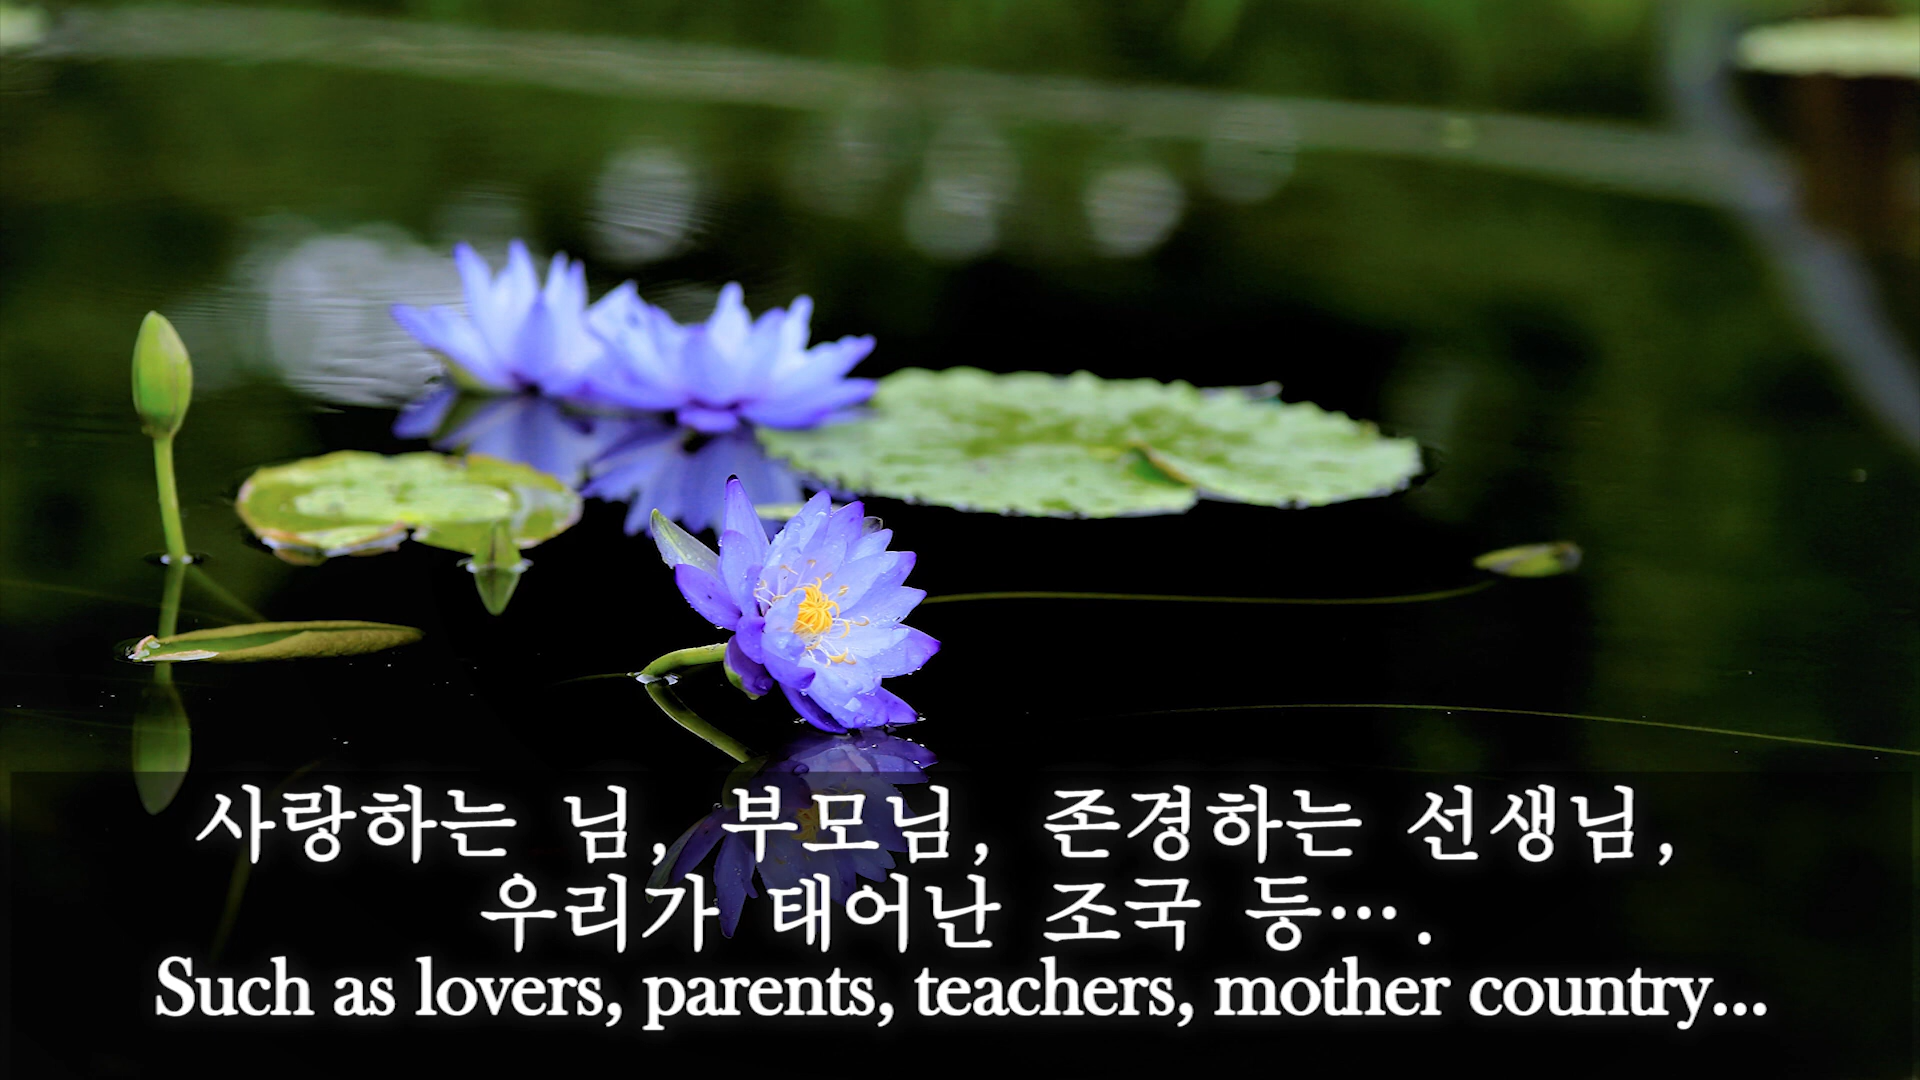 사랑하는 님, 부모님, 존경하는 선생님,
우리가 태어난 조국 등….
Such as lovers, parents, teachers, mother country...